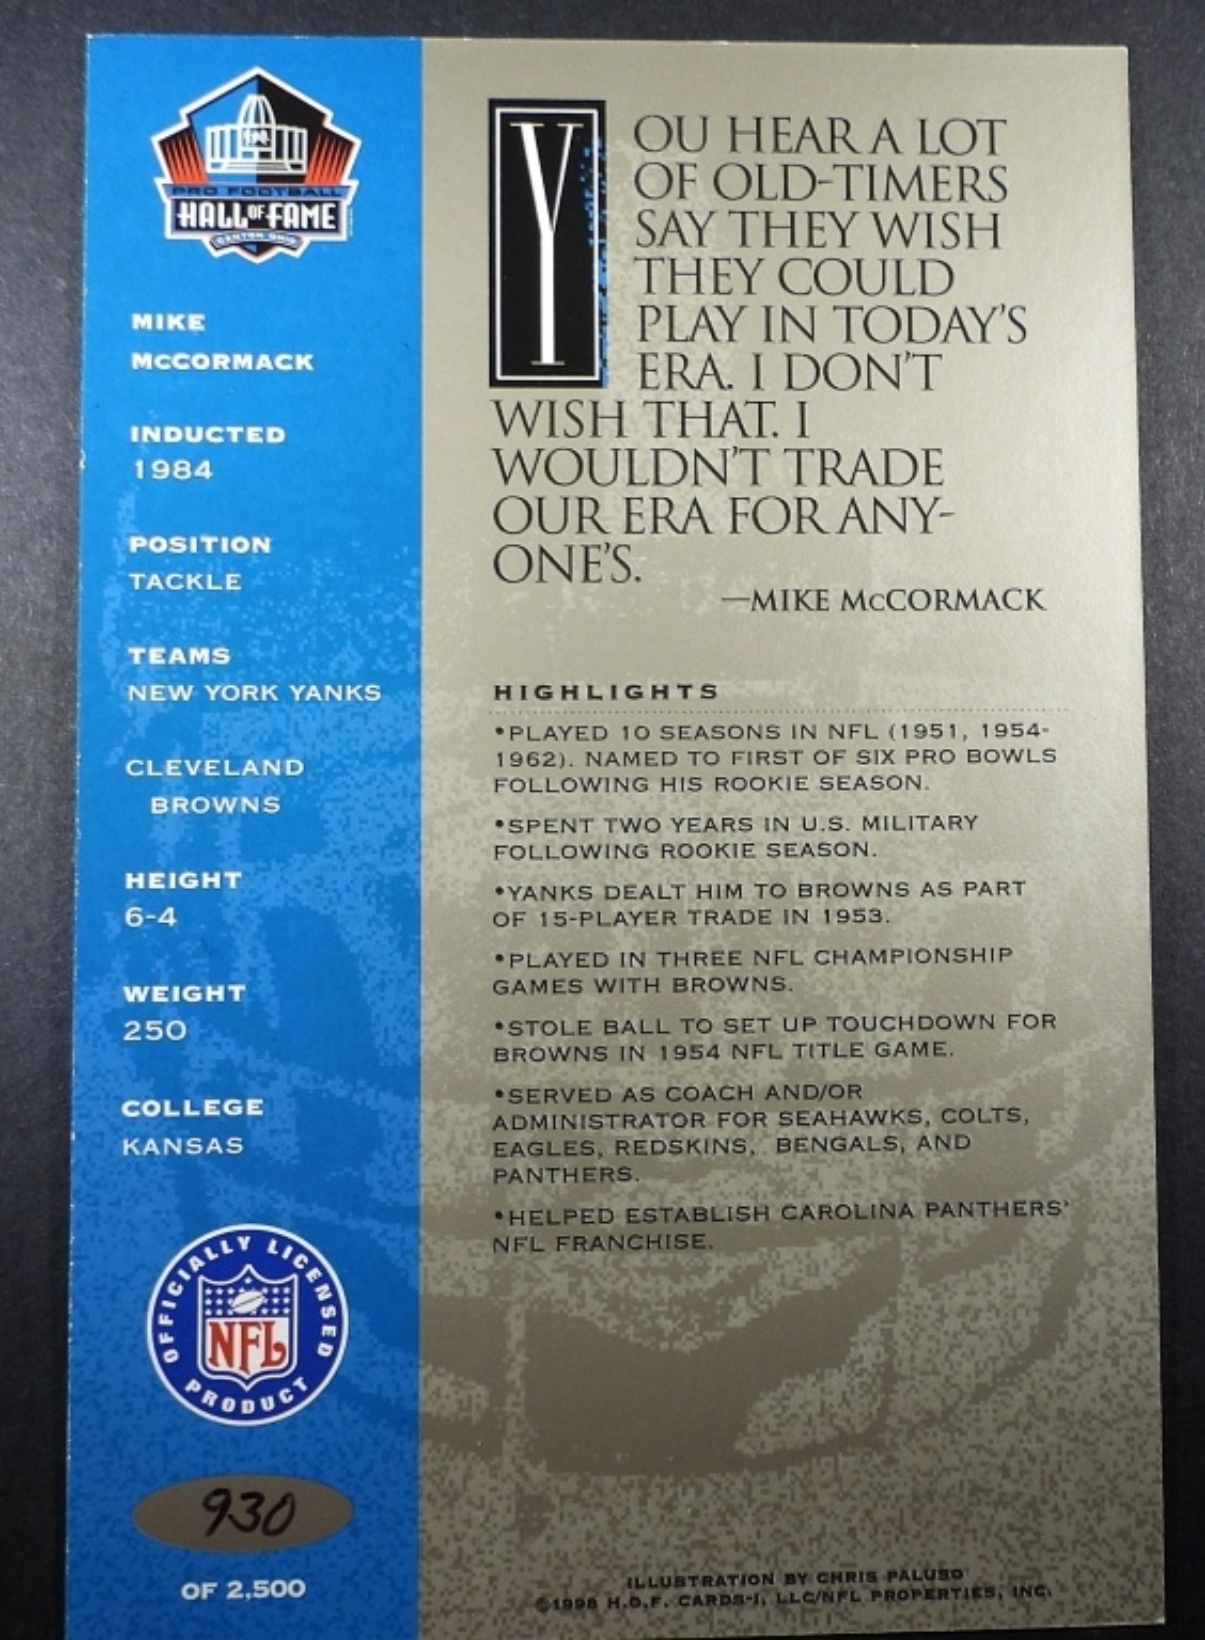 PRO FOOTBALL
HALL OF FAME
CANTON OHIO
MIKE
McCORMACK
INDUCTED
1984
POSITION
TACKLE
TEAMS
NEW YORK YANKS
CLEVELAND
BROWNS
HEIGHT
6-4
WEIGHT
250
COLLEGE
KANSAS
OFFICIALLY LICENSED
NFL
PRODUCT
930
OF 2,500
YOU HEAR A LOT
OF OLD-TIMERS
SAY THEY WISH
THEY COULD
PLAY IN TODAY'S
ERA. I DON'T
WISH THAT. I
WOULDN'T TRADE
OUR ERA FOR ANY-
ONE'S.
—MIKE McCORMACK
HIGHLIGHTS
•PLAYED 10 SEASONS IN NFL (1951, 1954-
1962). NAMED TO FIRST OF SIX PRO BOWLS
FOLLOWING HIS ROOKIE SEASON.
•SPENT TWO YEARS IN U.S. MILITARY
FOLLOWING ROOKIE SEASON.
•YANKS DEALT HIM TO BROWNS AS PART
OF 15-PLAYER TRADE IN 1953.
•PLAYED IN THREE NFL CHAMPIONSHIP
GAMES WITH BROWNS.
•STOLE BALL TO SET UP TOUCHDOWN FOR
BROWNS IN 1954 NFL TITLE GAME.
•SERVED AS COACH AND/OR
ADMINISTRATOR FOR SEAHAWKS, COLTS,
EAGLES, REDSKINS, BENGALS, AND
PANTHERS.
•HELPED ESTABLISH CAROLINA PANTHERS'
NFL FRANCHISE.
ILLUSTRATION BY CHRIS PALUSO
©1998 H.O.F. CARDS-I, LLC/NFL PROPERTIES, INC.